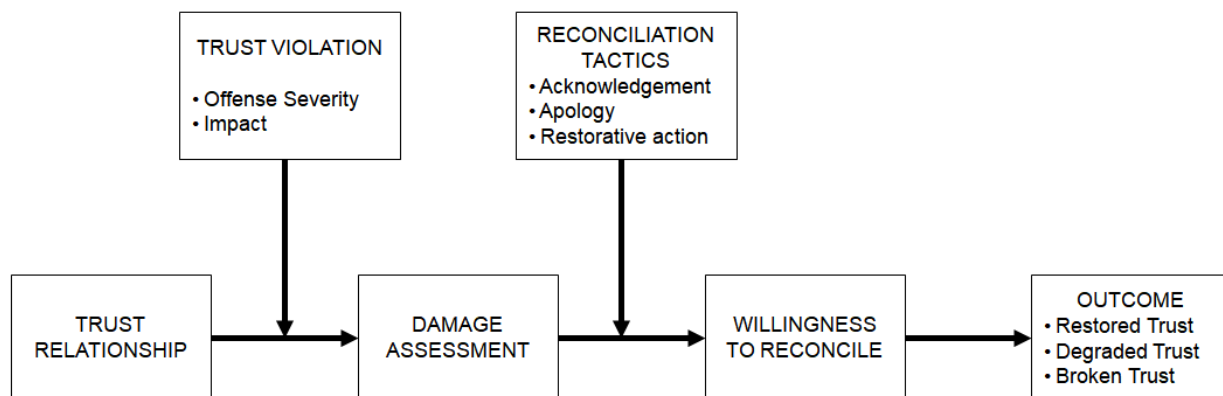 TRUST VIOLATION
• Offense Severity
• Impact
RECONCILIATION
TACTICS
• Acknowledgement
• Apology
• Restorative action
TRUST
RELATIONSHIP
DAMAGE
ASSESSMENT
WILLINGNESS
TO RECONCILE
OUTCOME
• Restored Trust
• Degraded Trust
• Broken Trust